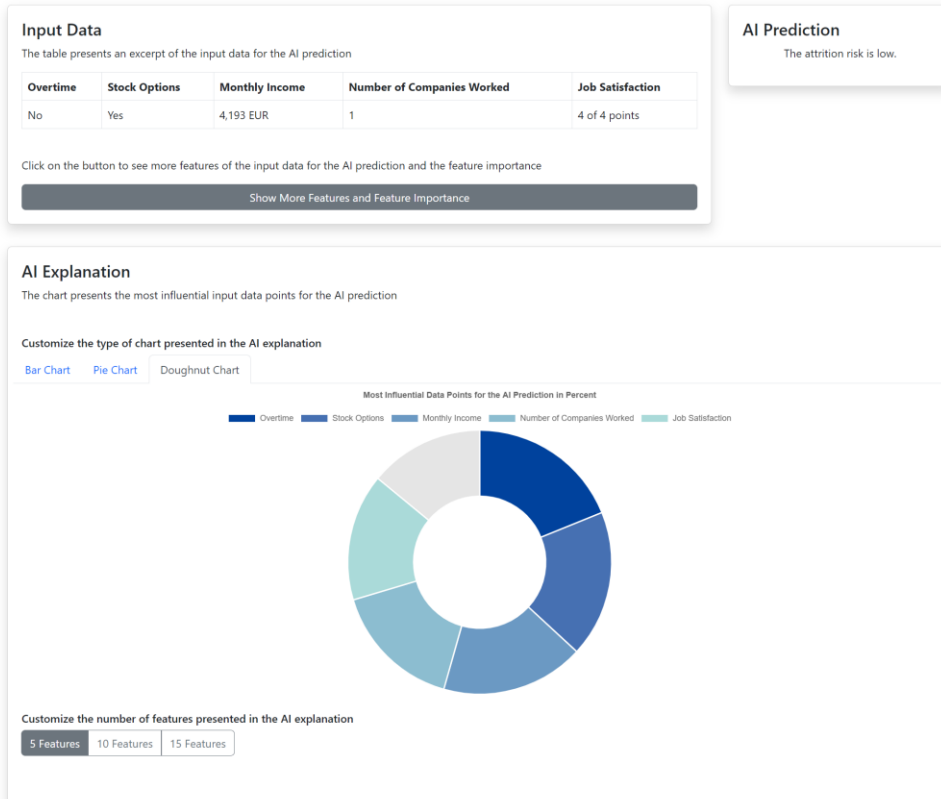 Input Data
The table presents an excerpt of the input data for the AI prediction
Overtime Stock Options Monthly Income Number of Companies Worked Job Satisfaction
No Yes 4,193 EUR 1 4 of 4 points
Click on the button to see more features of the input data for the AI prediction and the feature importance
Show More Features and Feature Importance
AI Prediction
The attrition risk is low.
AI Explanation
The chart presents the most influential input data points for the AI prediction
Customize the type of chart presented in the AI explanation
Bar Chart Pie Chart Doughnut Chart
Most Influential Data Points for the AI Prediction in Percent
Overtime Stock Options Monthly Income Number of Companies Worked Job Satisfaction
Customize the number of features presented in the AI explanation
5 Features 10 Features 15 Features